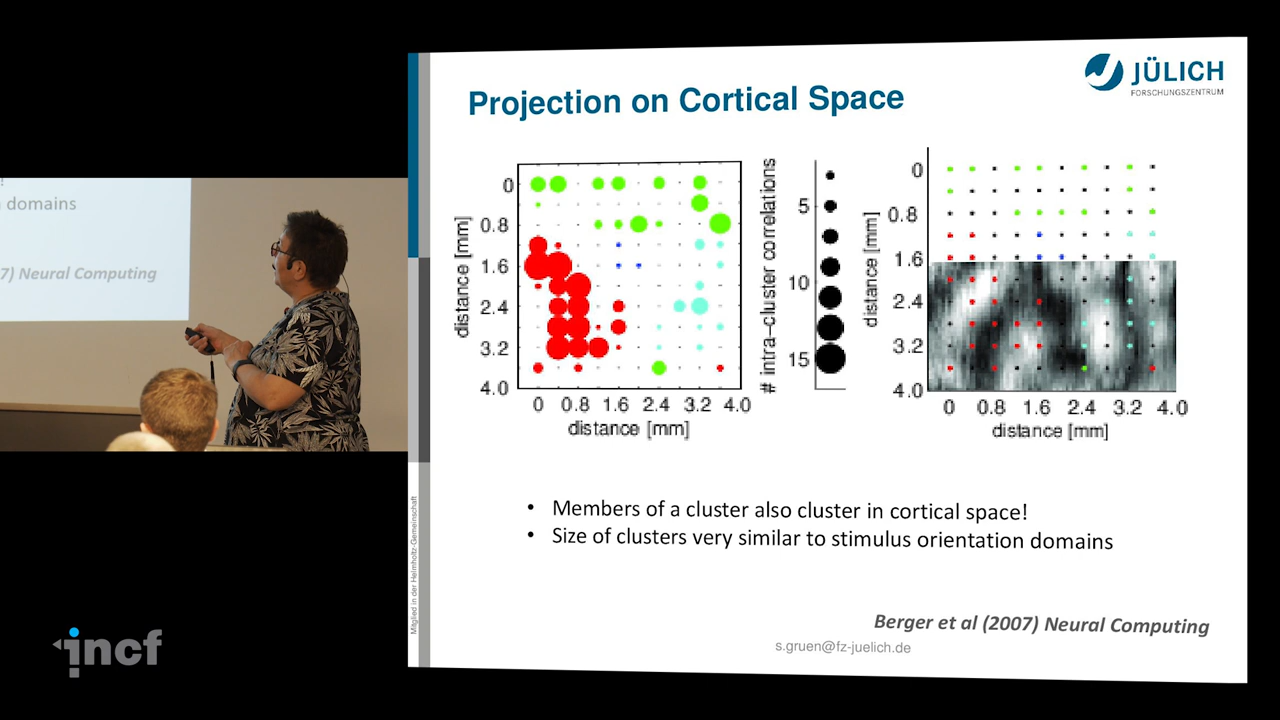 !
domains
7) Neural Computing
incf
JÜLICH
FORSCHUNGSZENTRUM
Projection on Cortical Space
0
0.8
1.6
2.4
3.2
4.0
distance [mm]
0 0.8 1.6 2.4 3.2 4.0
distance [mm]
# intra-cluster correlations
5
10
15
0
0.8
1.6
2.4
3.2
4.0
distance [mm]
0 0.8 1.6 2.4 3.2 4.0
distance [mm]
• Members of a cluster also cluster in cortical space!
• Size of clusters very similar to stimulus orientation domains
Berger et al (2007) Neural Computing
s.gruen@fz-juelich.de
Mitglied in der Helmholtz-Gemeinschaft